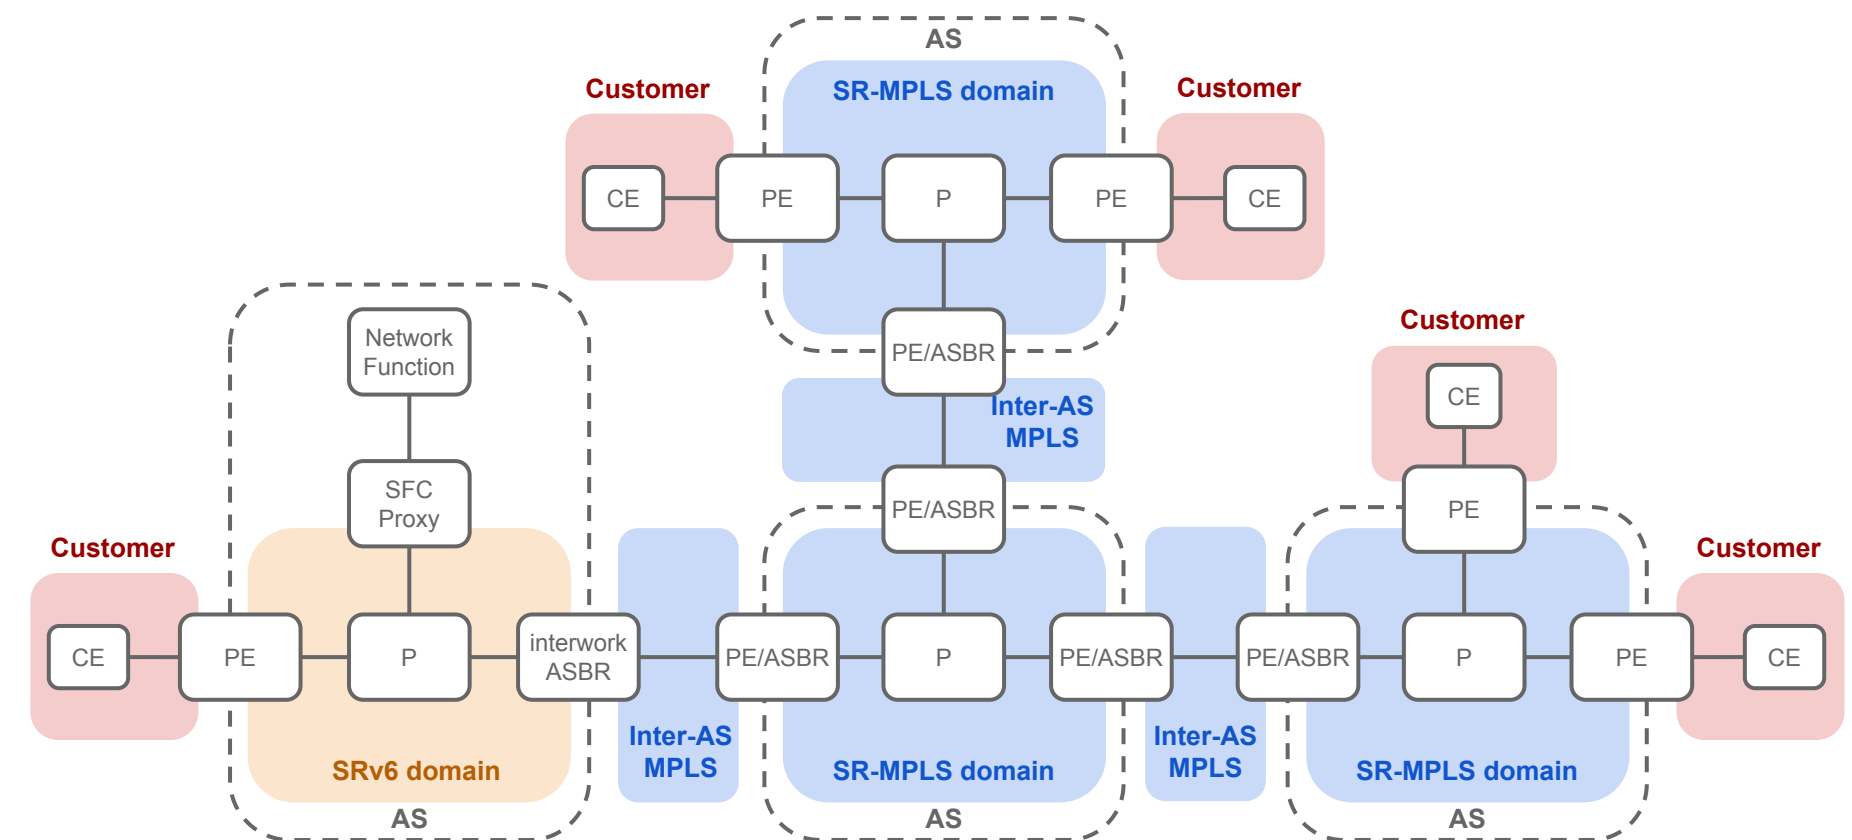 AS
SR-MPLS domain
Customer
Customer
CE
PE
P
PE
CE
PE/ASBR
Inter-AS
MPLS
PE/ASBR
Network
Function
SFC
Proxy
Customer
CE
PE
Customer
Customer
CE
PE
P
interwork
ASBR
PE/ASBR
P
PE/ASBR
PE/ASBR
P
PE
CE
Inter-AS
MPLS
Inter-AS
MPLS
SRv6 domain
SR-MPLS domain
SR-MPLS domain
AS
AS
AS